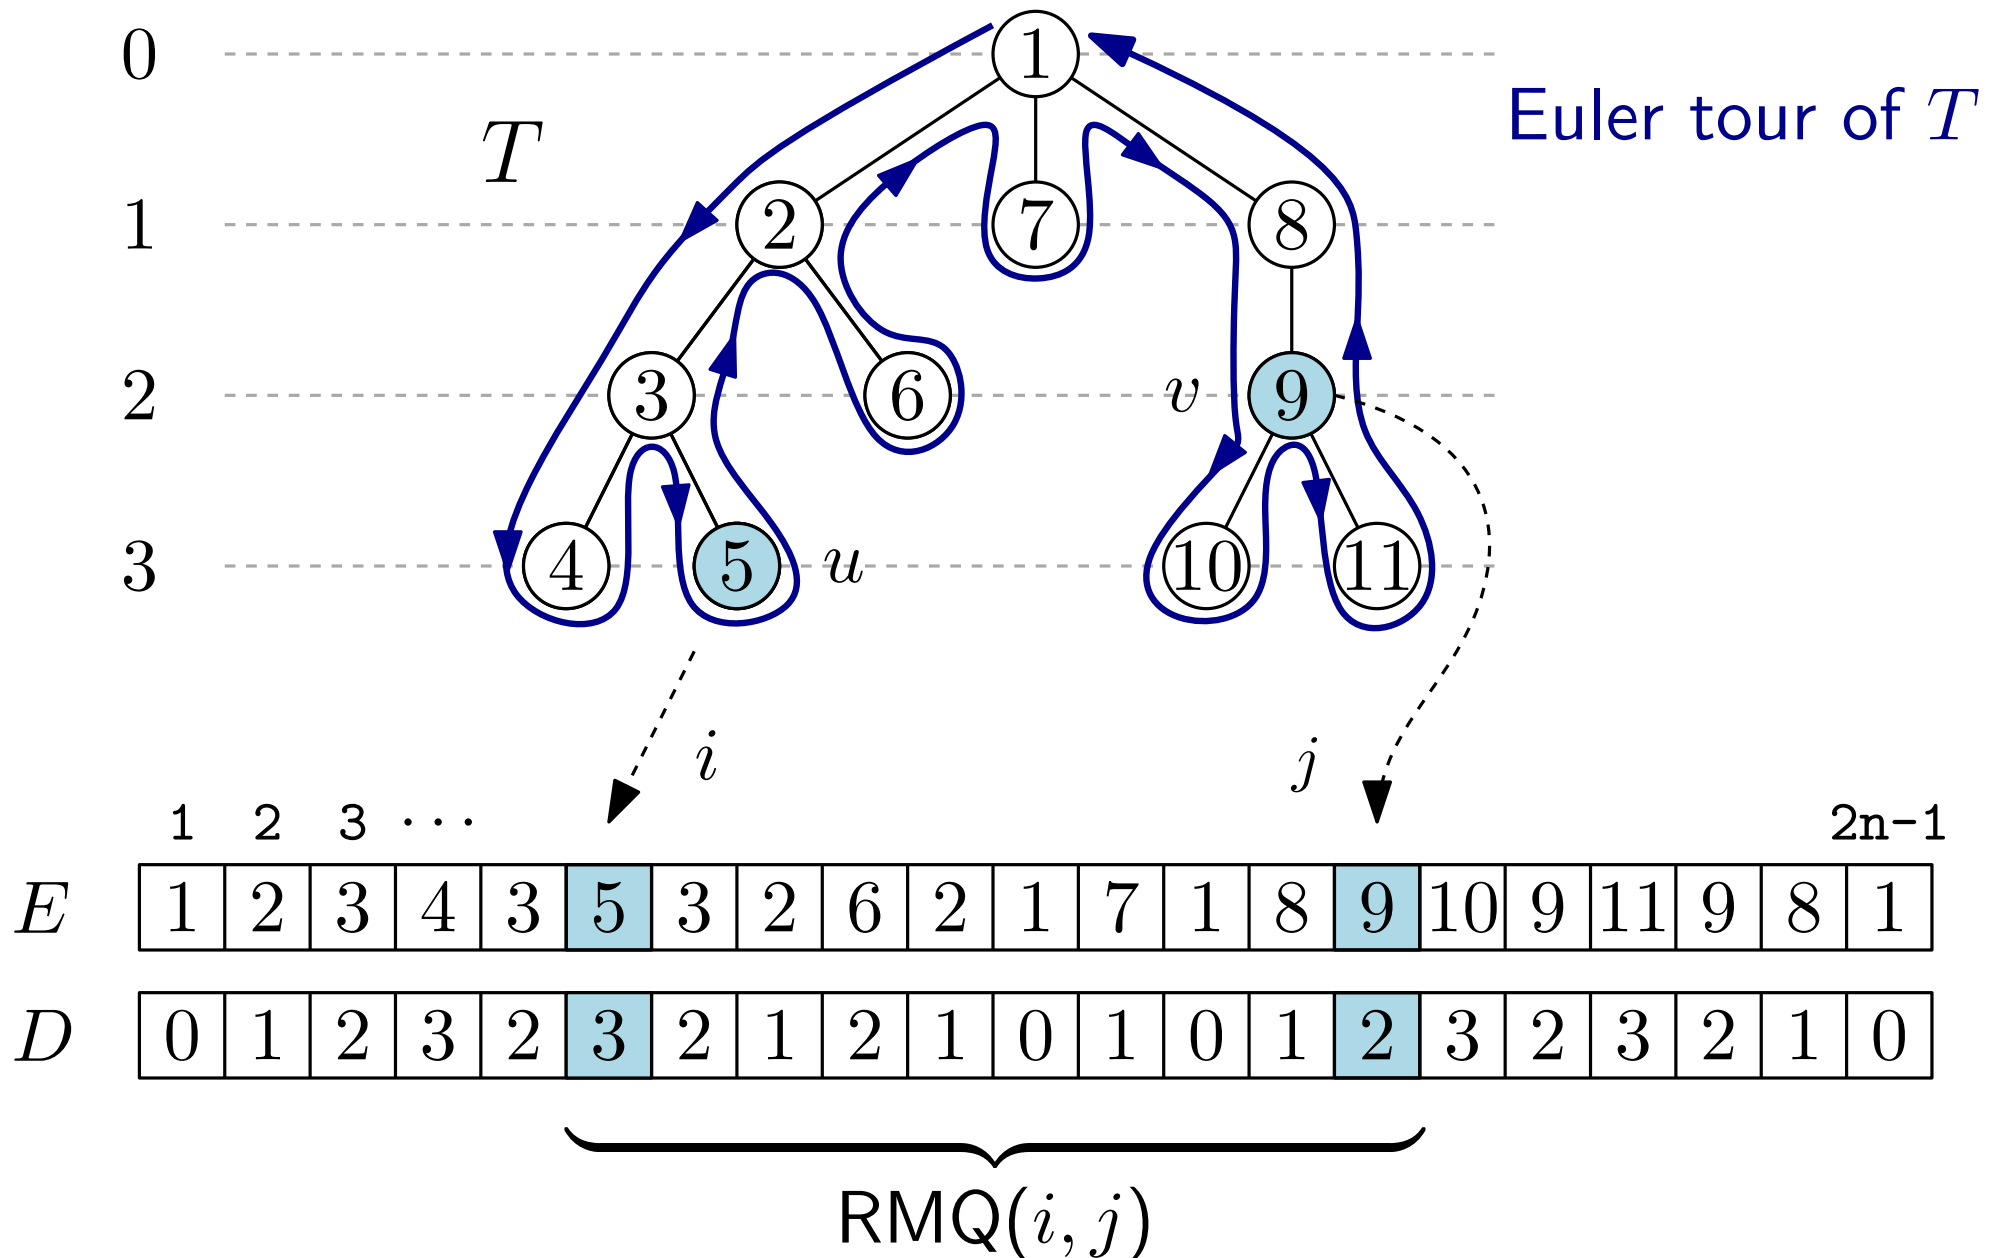 0 1
Euler tour of T
T
1 2 7 8
2 3 6 v 9
3 4 5 u 10 11
i j
1 2 3 ··· 2n-1
E 1 2 3 4 3 5 3 2 6 2 1 7 1 8 9 10 9 11 9 8 1
D 0 1 2 3 2 3 2 1 2 1 0 1 0 1 2 3 2 3 2 1 0
RMQ(i, j)